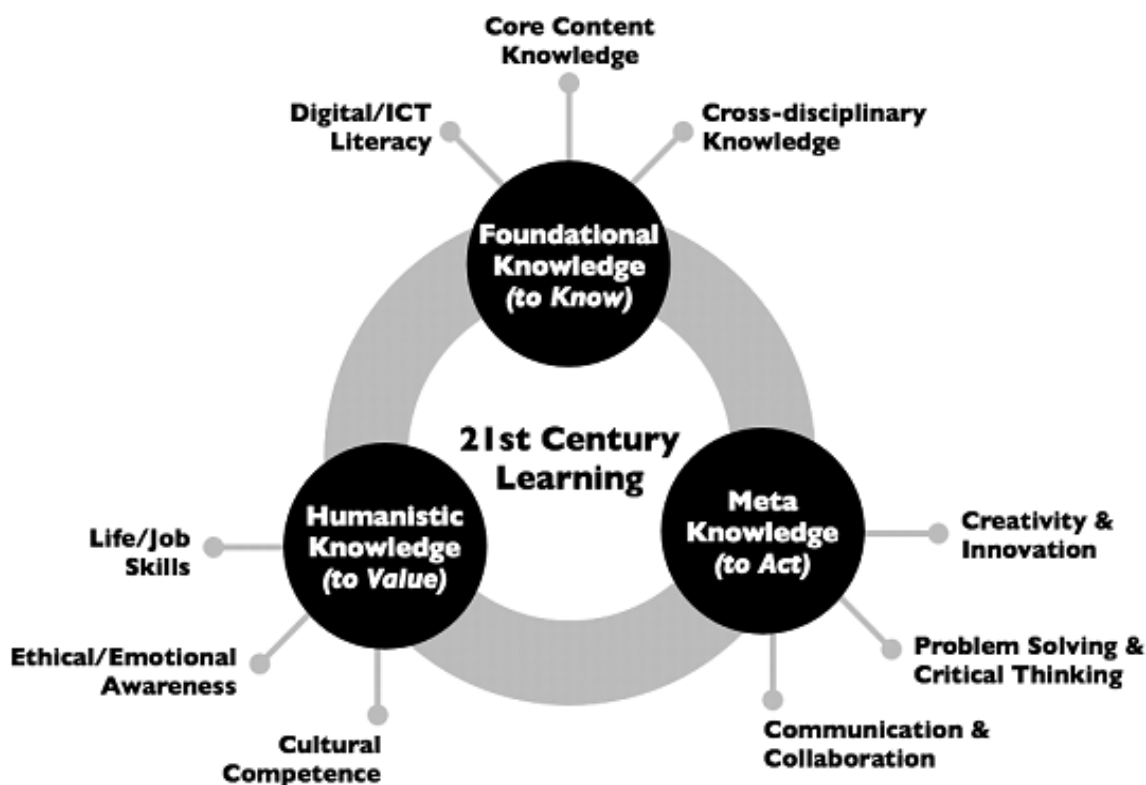 Core Content
Knowledge
Digital/ICT
Literacy
Cross-disciplinary
Knowledge
Foundational
Knowledge
(to Know)
21st Century
Learning
Humanistic
Knowledge
(to Value)
Meta
Knowledge
(to Act)
Life/Job
Skills
Creativity &
Innovation
Ethical/Emotional
Awareness
Problem Solving &
Critical Thinking
Cultural
Competence
Communication &
Collaboration